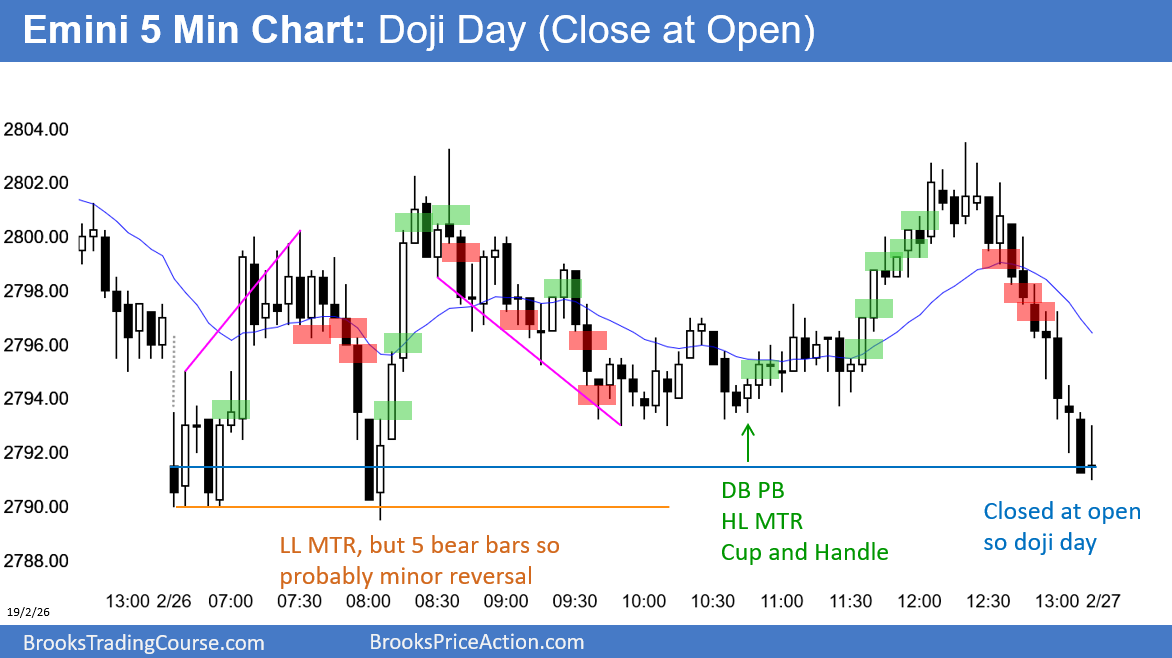 Emini 5 Min Chart: Doji Day (Close at Open)
2804.00
2802.00
2800.00
2798.00
2796.00
2794.00
2792.00
2790.00
2788.00
DB PB
HL MTR
Cup and Handle
Closed at open
so doji day
LL MTR, but 5 bear bars so
probably minor reversal
13:00 2/26 07:00 07:30 08:00 08:30 09:00 09:30 10:00 10:30 11:00 11:30 12:00 12:30 13:00 2/27
19/2/26
BrooksTradingCourse.com BrooksPriceAction.com